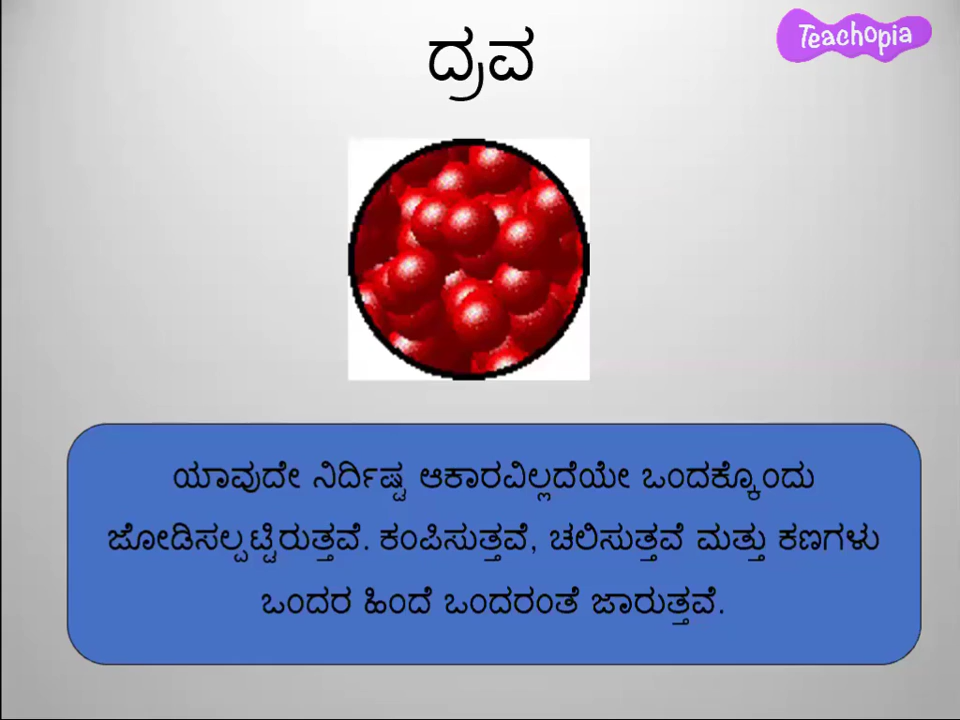 ದ್ರವ
Teachopia
ಯಾವುದೇ ನಿರ್ದಿಷ್ಟ ಆಕಾರವಿಲ್ಲದೆಯೇ ಒಂದಕ್ಕೊಂದು
ಜೋಡಿಸಲ್ಪಟ್ಟಿರುತ್ತವೆ. ಕಂಪಿಸುತ್ತವೆ, ಚಲಿಸುತ್ತವೆ ಮತ್ತು ಕಣಗಳು
ಒಂದರ ಹಿಂದೆ ಒಂದರಂತೆ ಜಾರುತ್ತವೆ.